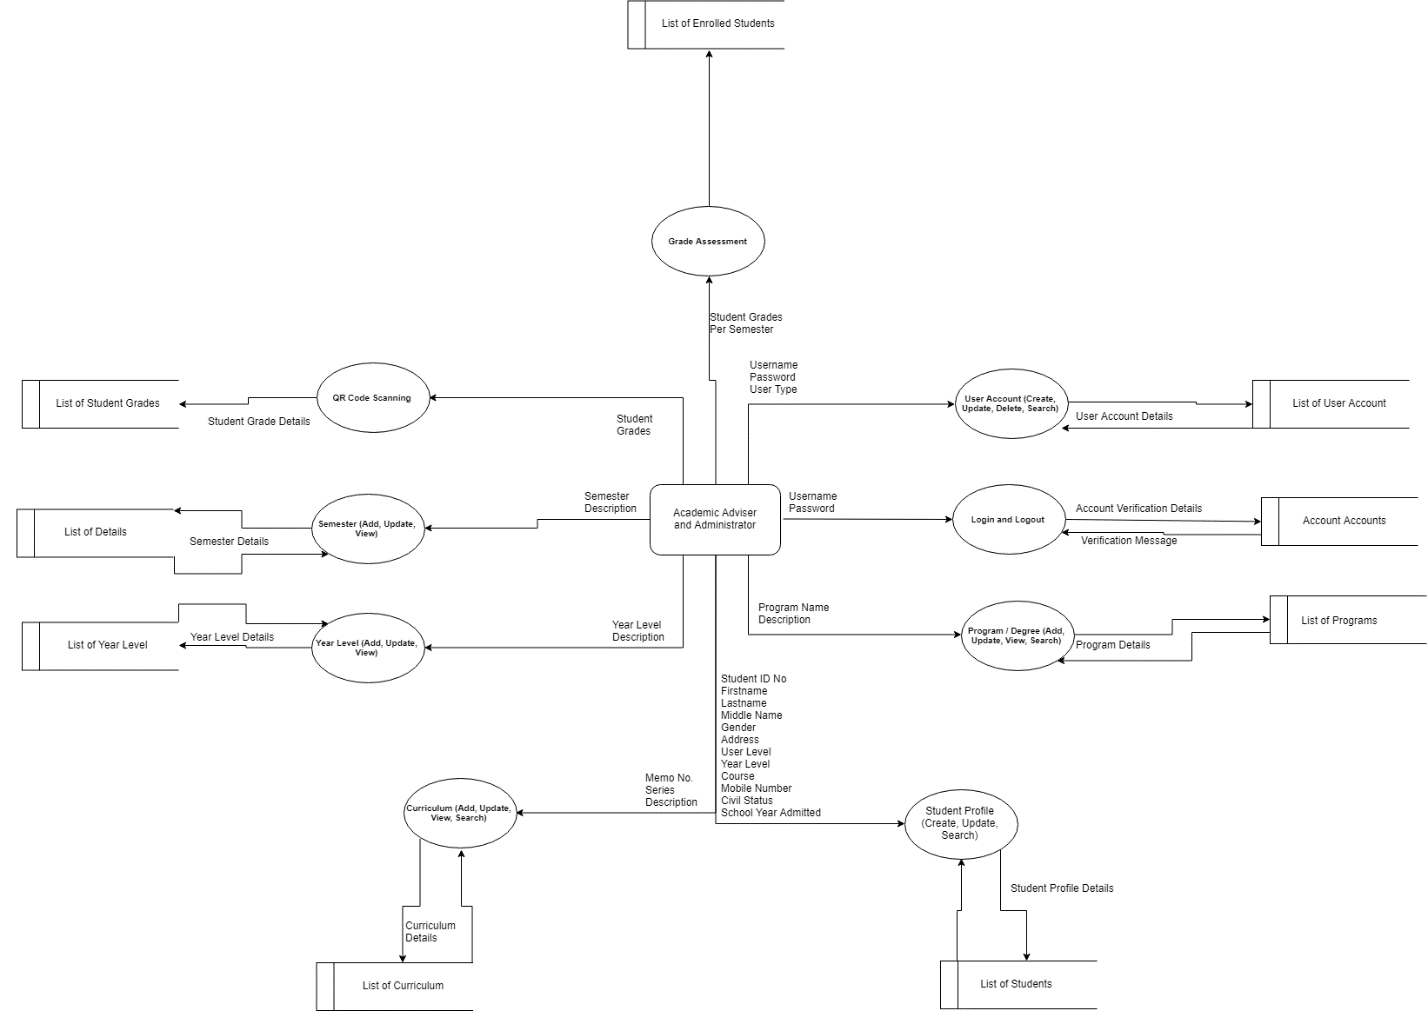 List of Enrolled Students
Grade Assessment
Student Grades
Per Semester
Username
Password
User Type
List of Student Grades
Student Grade Details
QR Code Scanning
Student
Grades
User Account (Create,
Update, Delete, Search)
User Account Details
List of User Account
List of Details
Semester Details
Semester (Add, Update,
View)
Semester
Description
Academic Adviser
and Administrator
Username
Password
Login and Logout
Account Verification Details
Verification Message
Account Accounts
List of Year Level
Year Level Details
Year Level (Add, Update,
View)
Year Level
Description
Program Name
Description
Program / Degree (Add,
Update, View, Search)
Program Details
List of Programs
Student ID No
Firstname
Lastname
Middle Name
Gender
Address
User Level
Year Level
Course
Mobile Number
Civil Status
School Year Admitted
Memo No.
Series
Description
Curriculum (Add, Update,
View, Search)
Student Profile
(Create, Update,
Search)
Curriculum
Details
Student Profile Details
List of Curriculum
List of Students